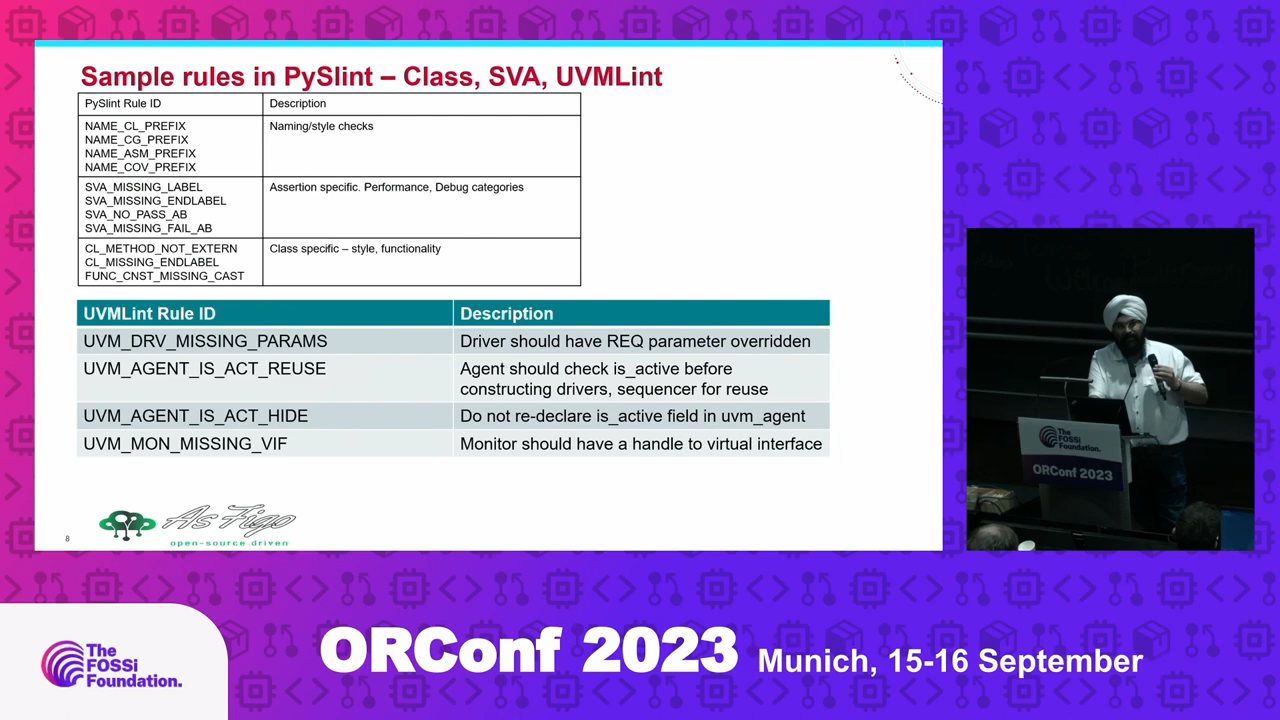 Sample rules in PySlint – Class, SVA, UVMLint
PySlint Rule ID
Description
NAME_CL_PREFIX
NAME_CG_PREFIX
NAME_ASM_PREFIX
NAME_COV_PREFIX
Naming/style checks
SVA_MISSING_LABEL
SVA_MISSING_ENDLABEL
SVA_NO_PASS_AB
SVA_MISSING_FAIL_AB
Assertion specific. Performance, Debug categories
CL_METHOD_NOT_EXTERN
CL_MISSING_ENDLABEL
FUNC_CNST_MISSING_CAST
Class specific – style, functionality
UVMLint Rule ID
Description
UVM_DRV_MISSING_PARAMS
Driver should have REQ parameter overridden
UVM_AGENT_IS_ACT_REUSE
Agent should check is_active before
constructing drivers, sequencer for reuse
UVM_AGENT_IS_ACT_HIDE
Do not re-declare is_active field in uvm_agent
UVM_MON_MISSING_VIF
Monitor should have a handle to virtual interface
As Figo
open-source driven
8
The
FOSSi
Foundation.
ORConf 2023
The
FOSSi
Foundation.
ORConf 2023
Munich, 15-16 September